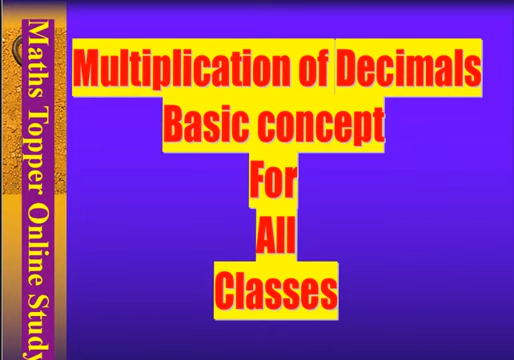 Maths Topper Online Study
Multiplication of Decimals
Basic concept
For
All
Classes